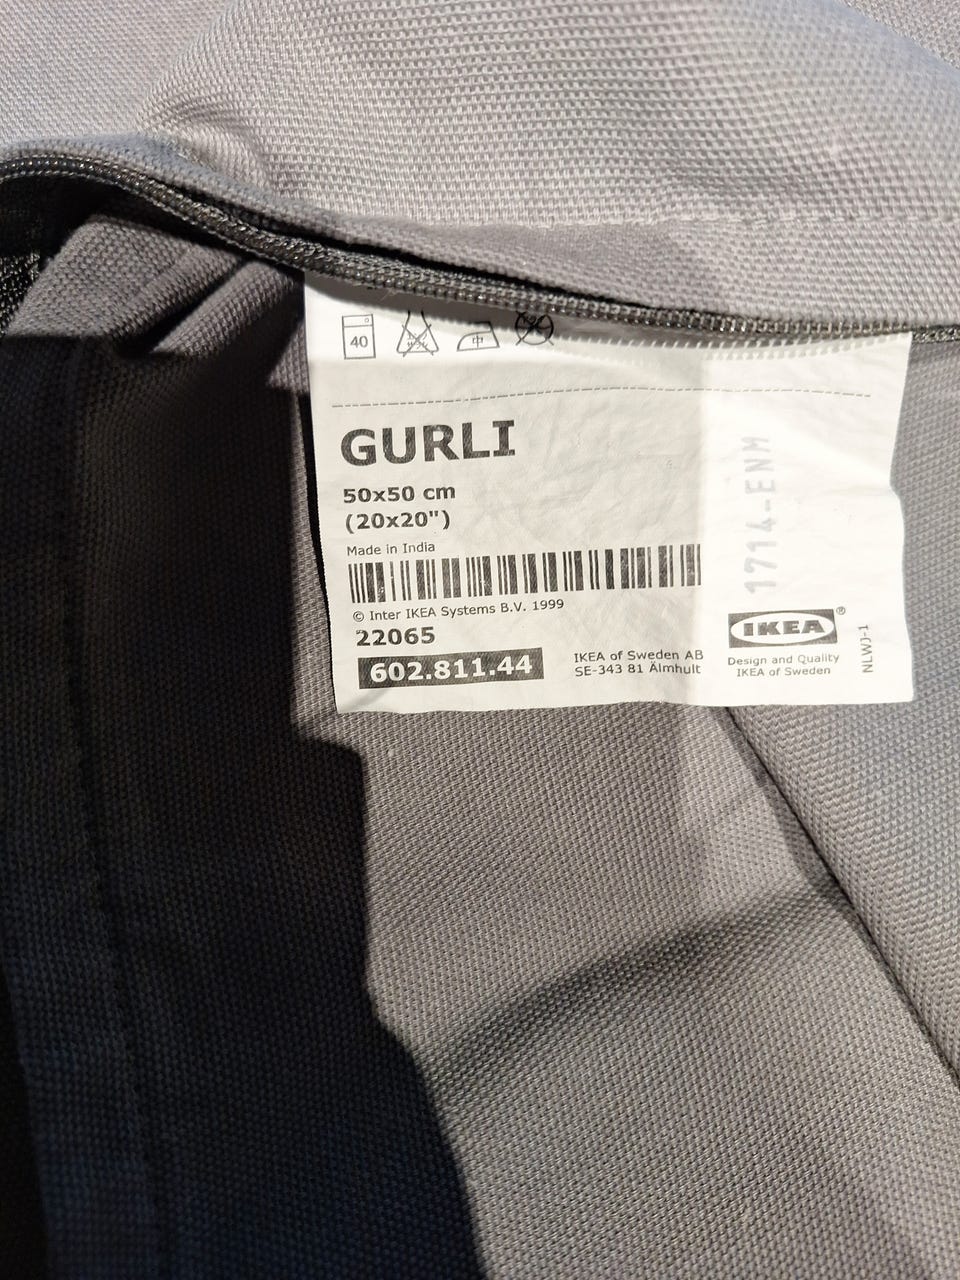 40
GURLI
50x50 cm
(20x20")
Made in India
© Inter IKEA Systems B.V. 1999
22065
602.811.44
IKEA of Sweden AB
SE-343 81 Älmhult
1714-ENM
IKEA®
Design and Quality
IKEA of Sweden
NLWJ-1